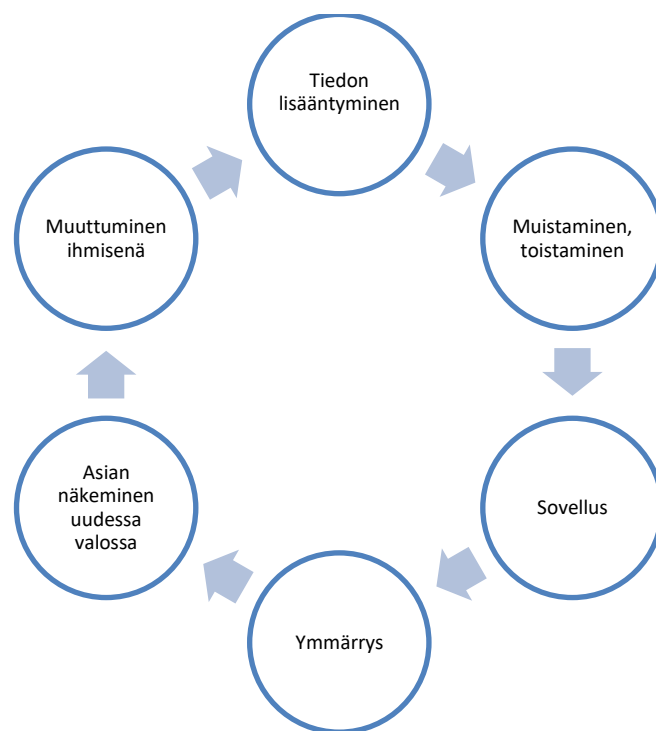 Tiedon
lisääntyminen
Muistaminen,
toistaminen
Sovellus
Ymmärrys
Asian
näkeminen
uudessa
valossa
Muuttuminen
ihmisenä